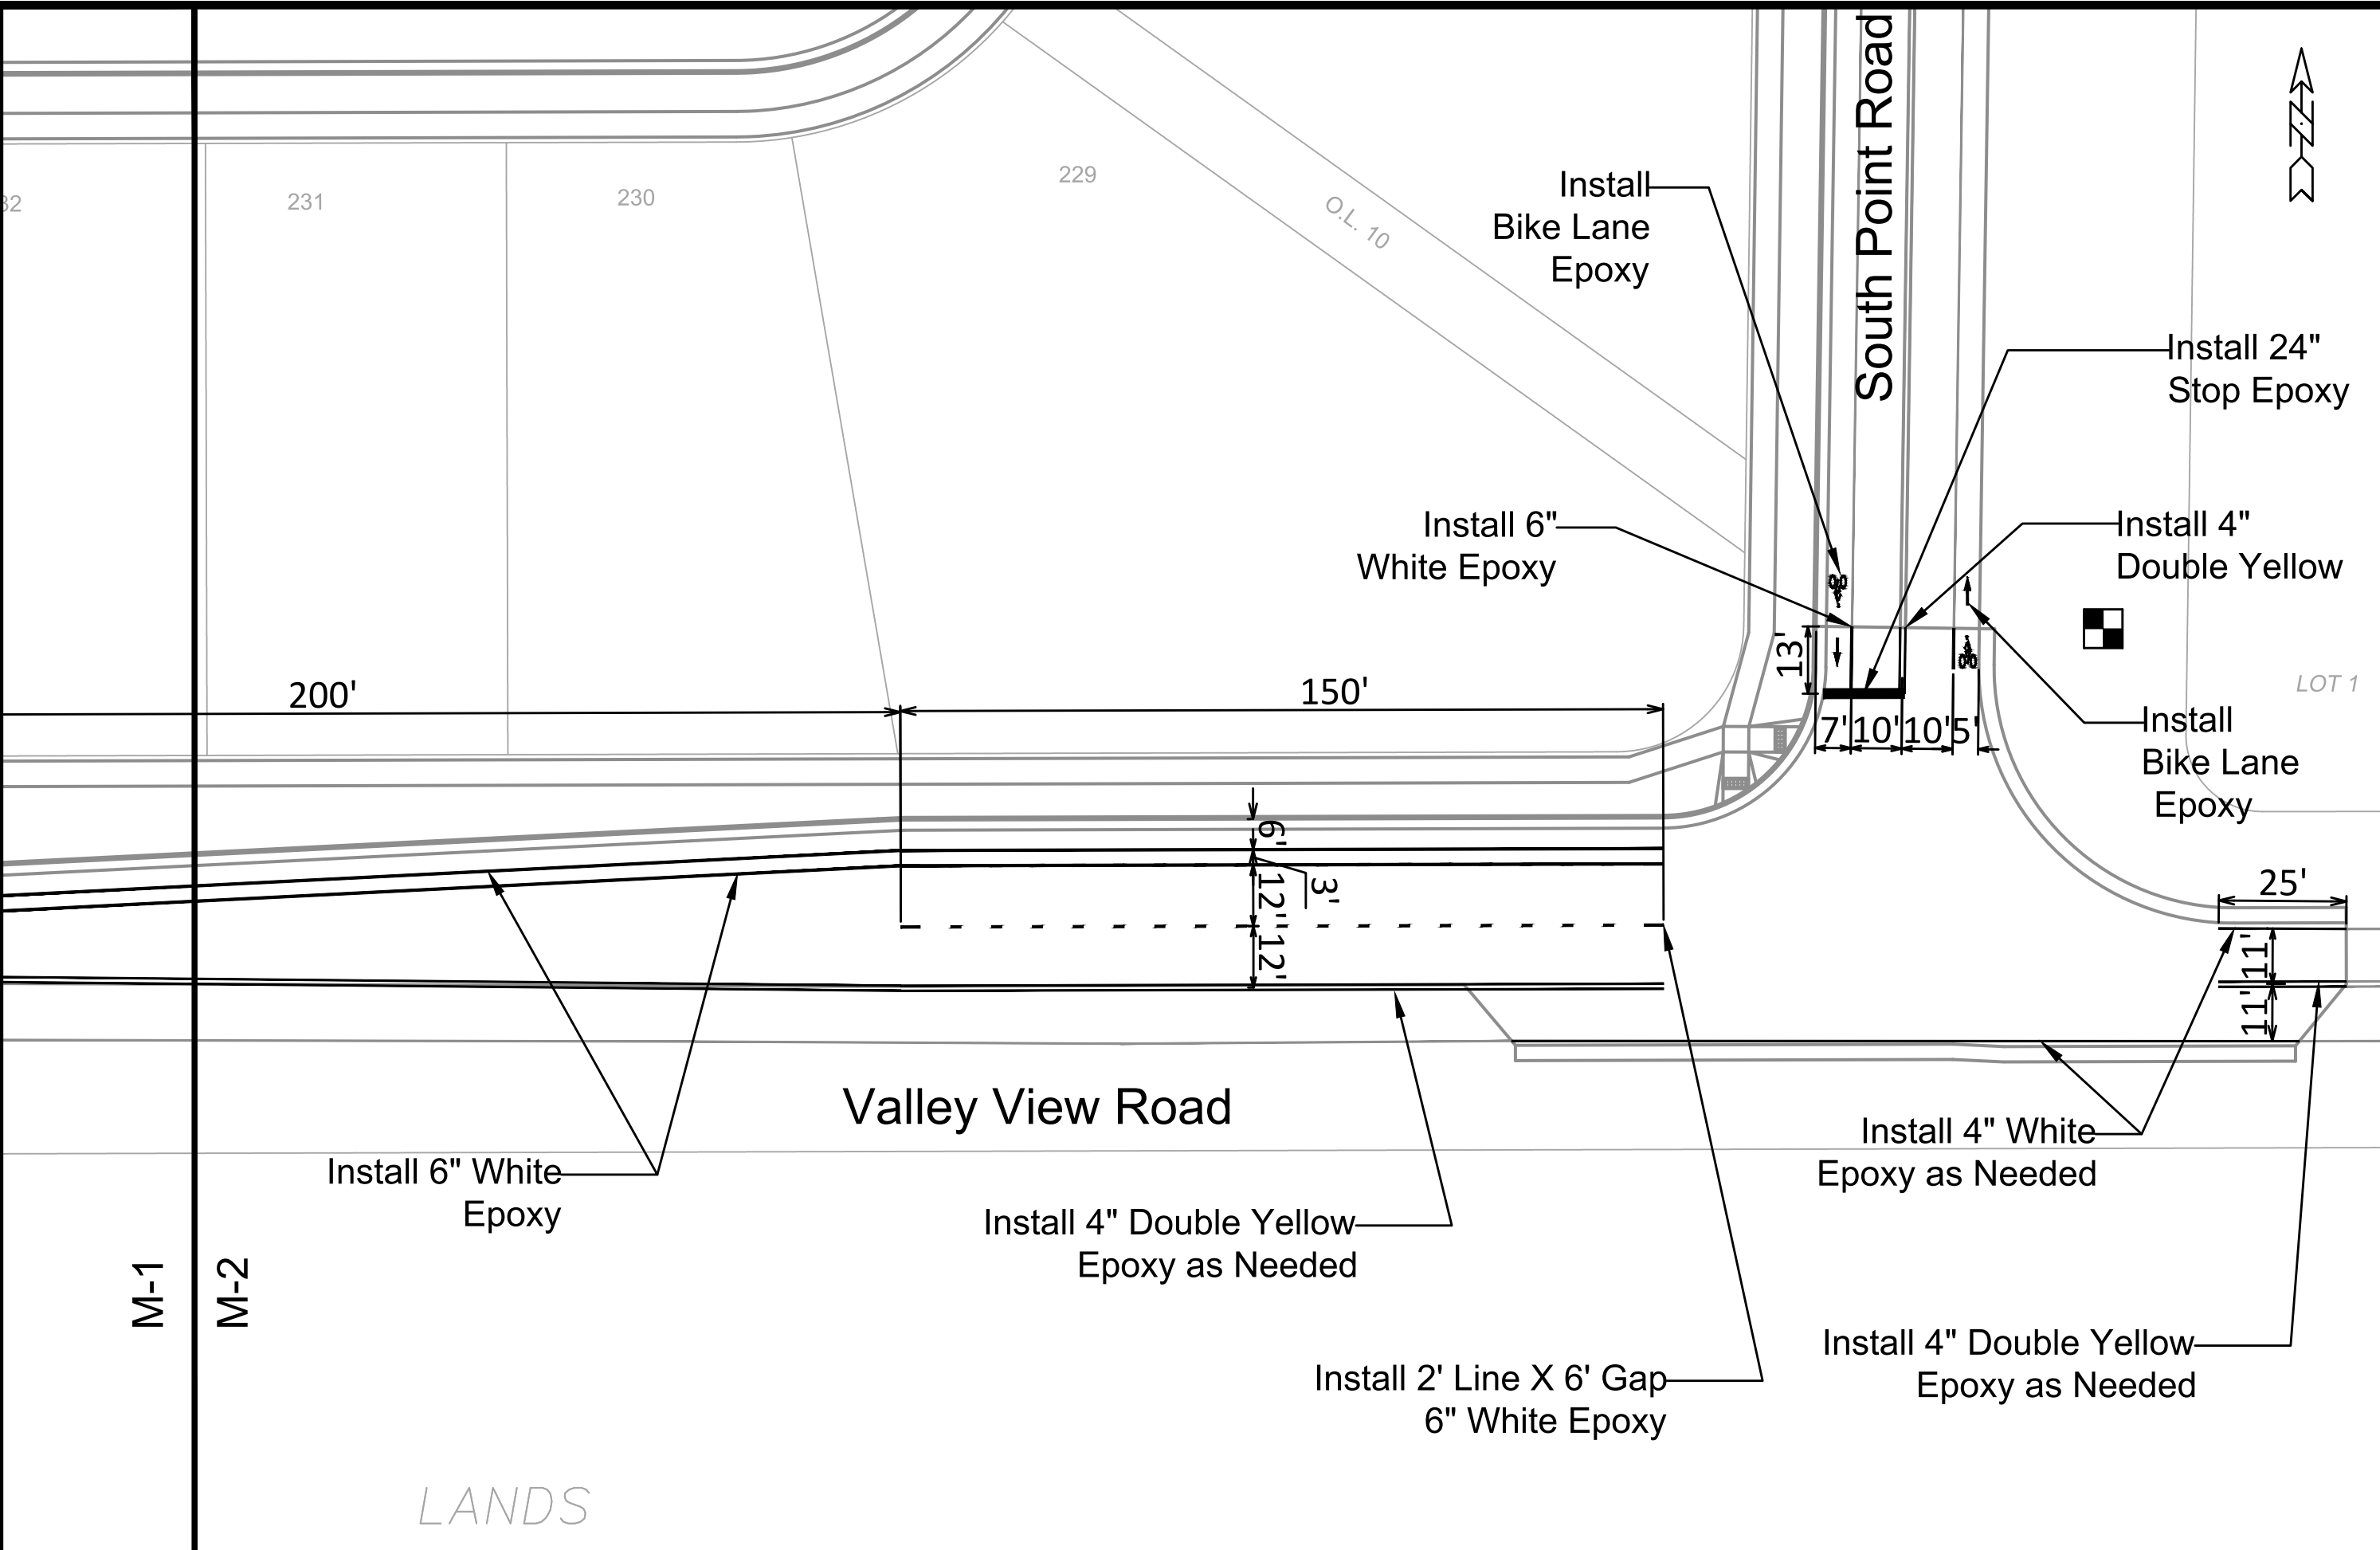 South Point Road
32
231
230
229
O.L. 10
Install
Bike Lane
Epoxy
Install 24"
Stop Epoxy
Install 6"
White Epoxy
Install 4"
Double Yellow
13'
LOT 1
200'
150'
7'
10'
10'
5'
Install
Bike Lane
Epoxy
6'
3'
12'
12'
25'
11'
11'
Valley View Road
Install 6" White
Epoxy
Install 4" White
Epoxy as Needed
Install 4" Double Yellow
Epoxy as Needed
M-1
M-2
Install 2' Line X 6' Gap
6" White Epoxy
Install 4" Double Yellow
Epoxy as Needed
LANDS
N